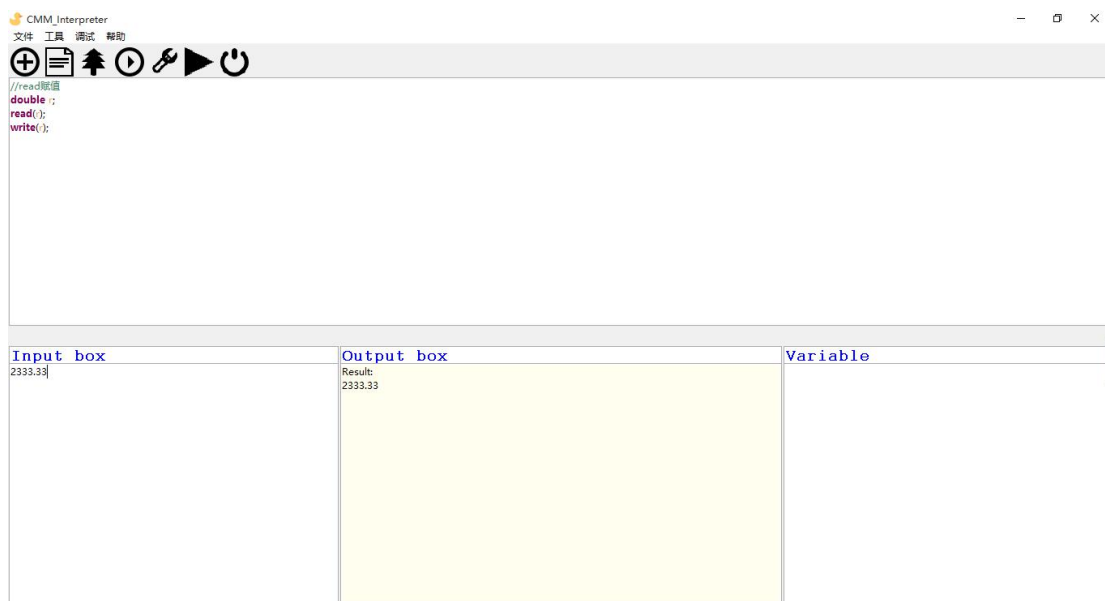 CMM_Interpreter
文件 工具 调试 帮助
//read赋值
double r;
read(r);
write(r);
Input box
Output box
Variable
2333.33
Result:
2333.33